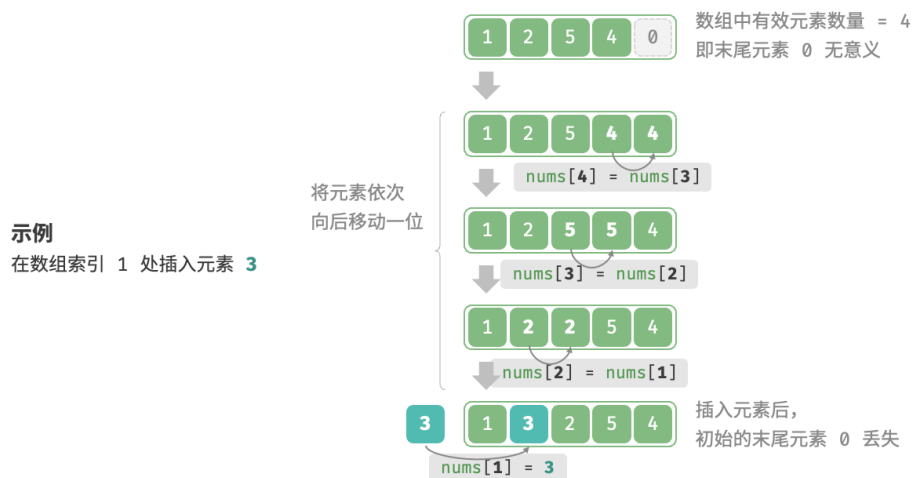 1 2 5 4 0
数组中有效元素数量 = 4
即末尾元素 0 无意义
1 2 5 4 4
nums[4] = nums[3]
将元素依次
向后移动一位
1 2 5 5 4
nums[3] = nums[2]
示例
在数组索引 1 处插入元素 3
1 2 2 5 4
nums[2] = nums[1]
3 1 3 2 5 4
插入元素后，
初始的末尾元素 0 丢失
nums[1] = 3